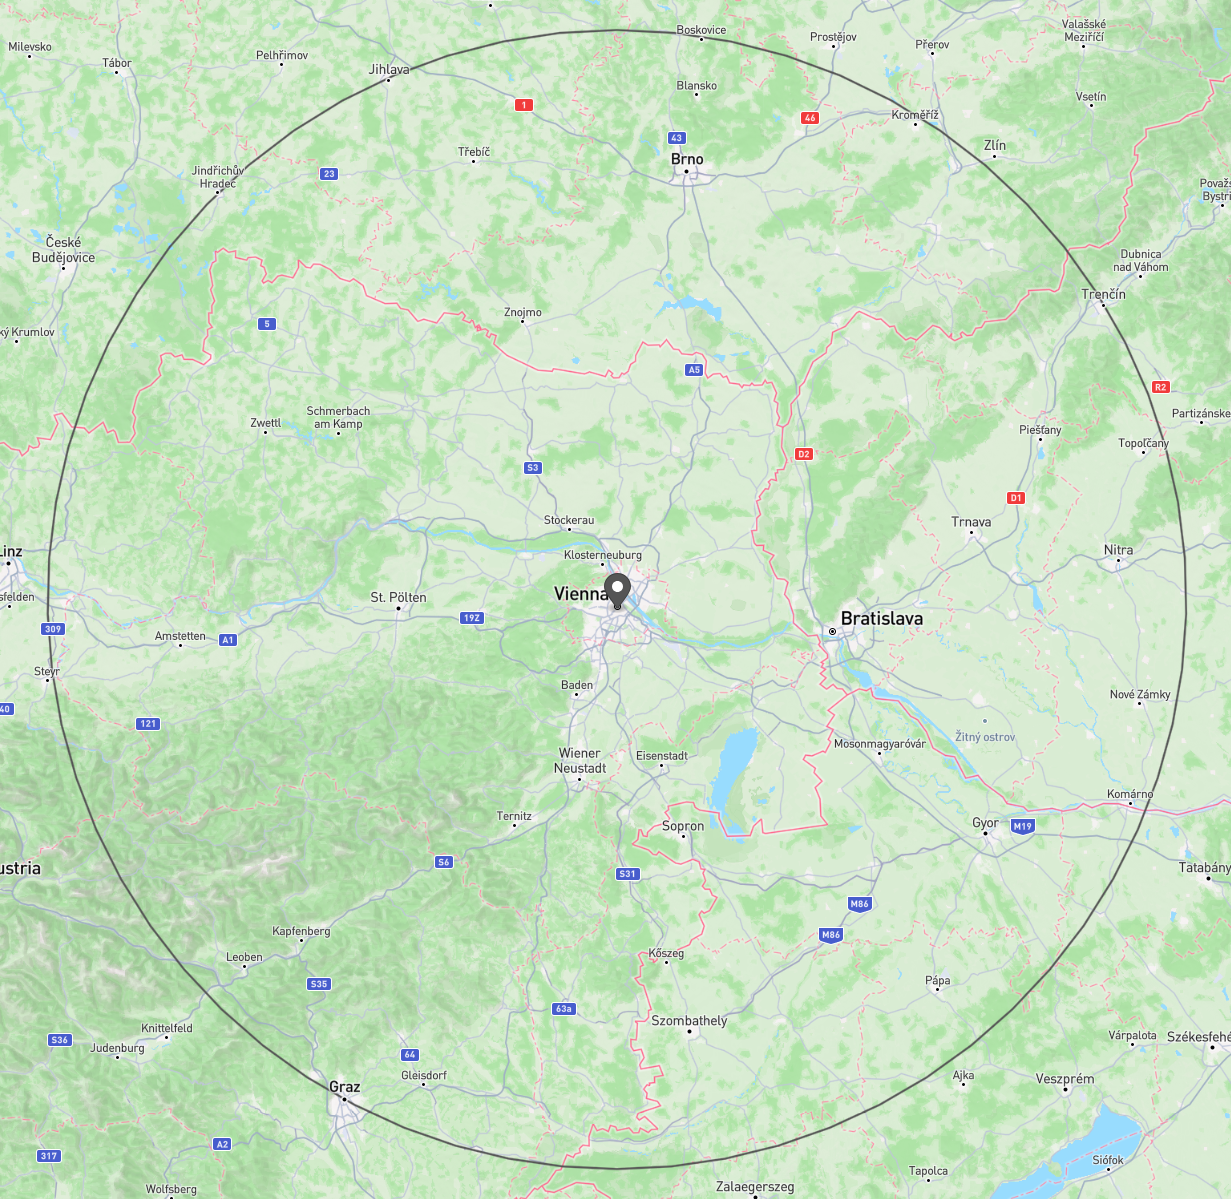 Boskovice
Valašské
Meziříčí
Prostějov
Přerov
Milevsko
Tábor
Pelhřimov
Jihlava
Blansko
Vsetín
1
46
Kroměříž
43
Zlín
Třebíč
Brno
Jindřichův
Hradec
23
Považs
Bystri
České
Budějovice
Dubnica
nad Váhom
Trenčín
Znojmo
5
ký Krumlov
A5
R2
Partizánske
Schmerbach
am Kamp
Zwettl
Piešťany
Topoľčany
D2
S3
D1
Stockerau
Trnava
Linz
Klosterneuburg
Nitra
Vienna
sfelden
St. Pölten
19Z
Bratislava
309
Amstetten
A1
Steyr
Baden
Nové Zámky
40
121
Žitný ostrov
Mosonmagyaróvár
Wiener
Neustadt
Eisenstadt
Komárno
Ternitz
Sopron
Gyor
M19
ustria
S6
S31
Tatabány
M86
Kapfenberg
M86
Leoben
Kőszeg
S35
Pápa
63a
Szombathely
Knittelfeld
S36
Judenburg
Várpalota
Székesfehé
64
Gleisdorf
Ajka
Veszprém
Graz
A2
317
Siófok
Tapolca
Wolfsberg
Zalaegerszeg